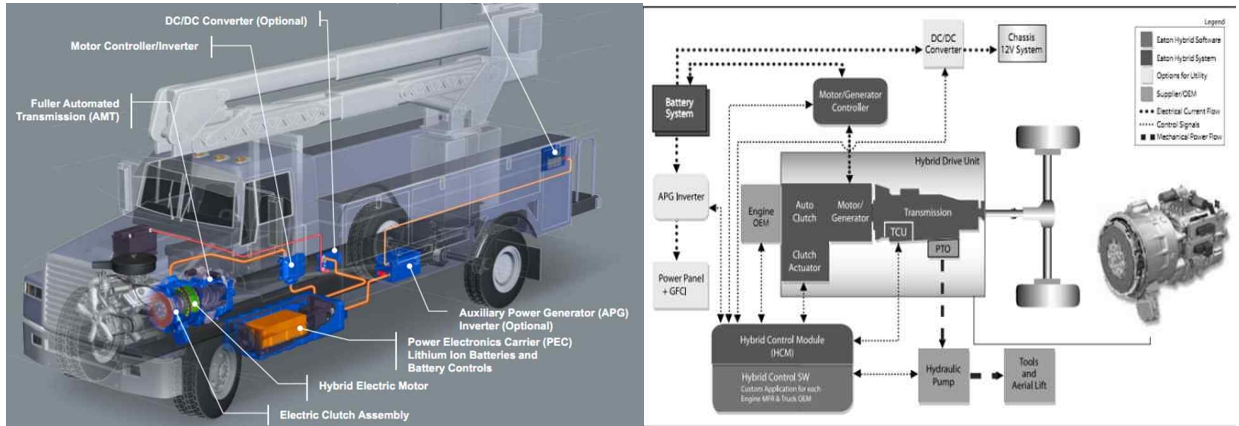 DC/DC Converter (Optional)
Motor Controller/Inverter
Fuller Automated
Transmission (AMT)
Auxiliary Power Generator (APG)
Inverter (Optional)
Power Electronics Carrier (PEC)
Lithium Ion Batteries and
Battery Controls
Hybrid Electric Motor
Electric Clutch Assembly
Legend
Eaton Hybrid Software
Eaton Hybrid System
Options for Utility
Supplier/OEM
Electrical Current Flow
Control Signals
Mechanical Power Flow
DC/DC
Converter
Chassis
12V System
Battery
System
Motor/Generator
Controller
Hybrid Drive Unit
APG Inverter
Engine
OEM
Auto
Clutch
Motor/
Generator
Transmission
TCU
PTO
Clutch
Actuator
Power Panel
+ GFCI
Hybrid Control Module
(HCM)
Hybrid Control SW
Custom Application for each
Engine MFR & Truck OEM
Hydraulic
Pump
Tools
and
Aerial Lift